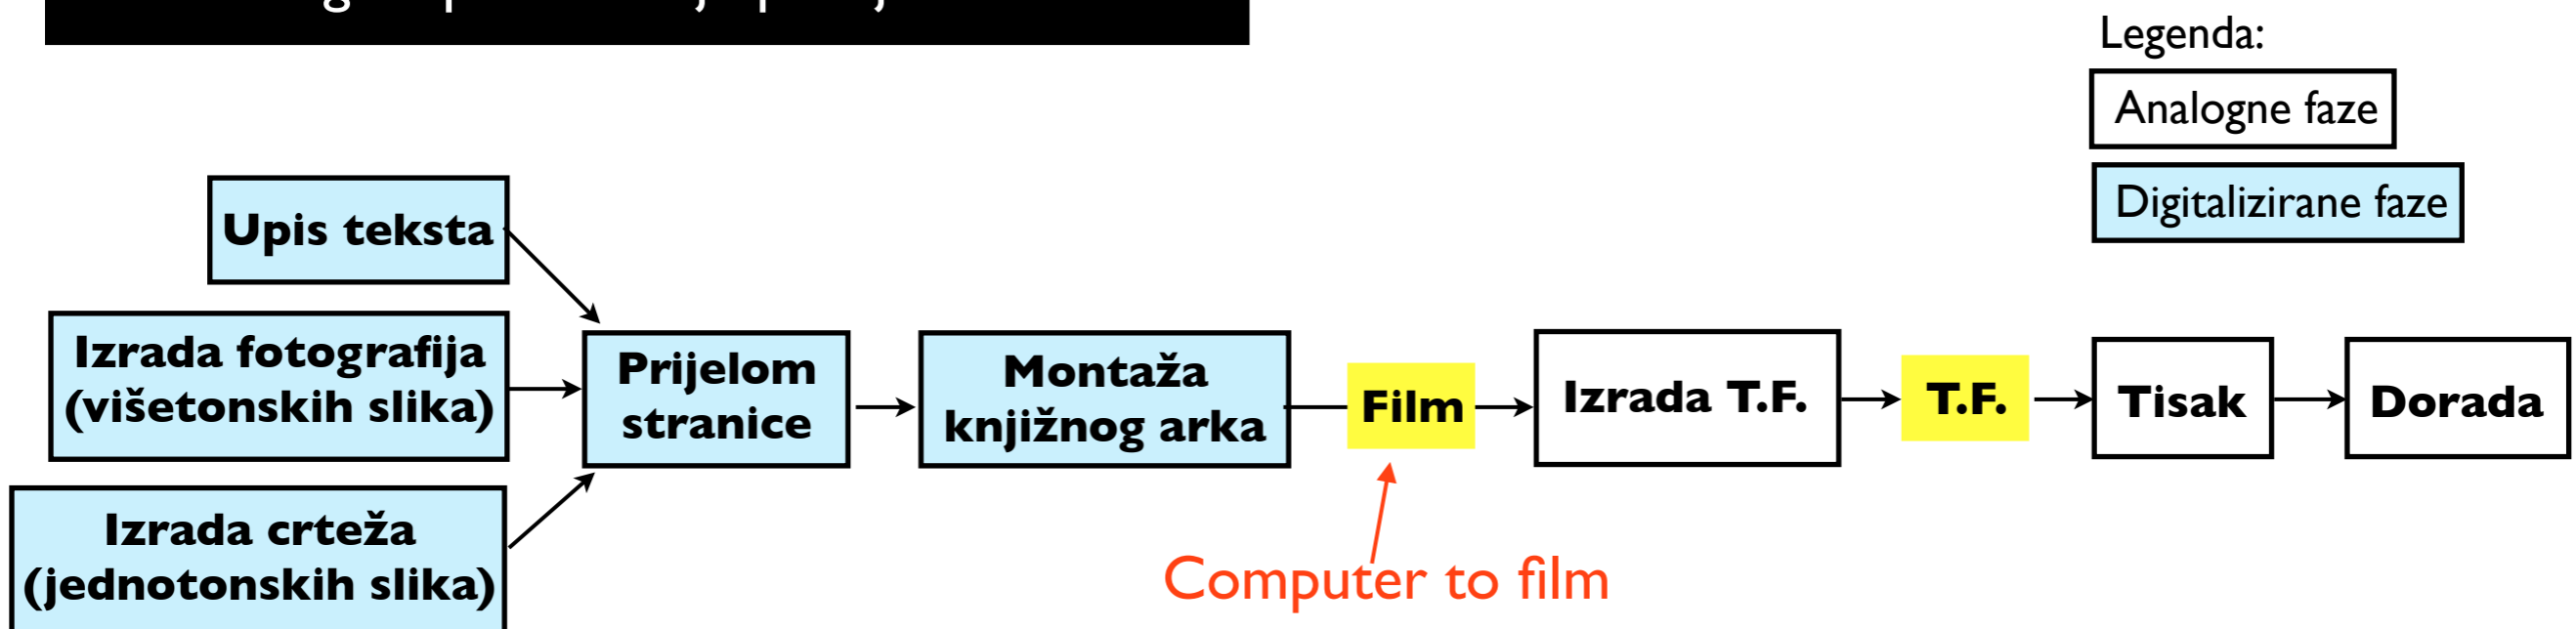 Legenda:
Analogne faze
Digitalizirane faze
Upis teksta
Izrada fotografija
(višetonskih slika)
Izrada crteža
(jednotonskih slika)
Prijelom
stranice
Montaža
knjižnog arka
Film
Izrada T.F.
T.F.
Tisak
Dorada
Computer to film